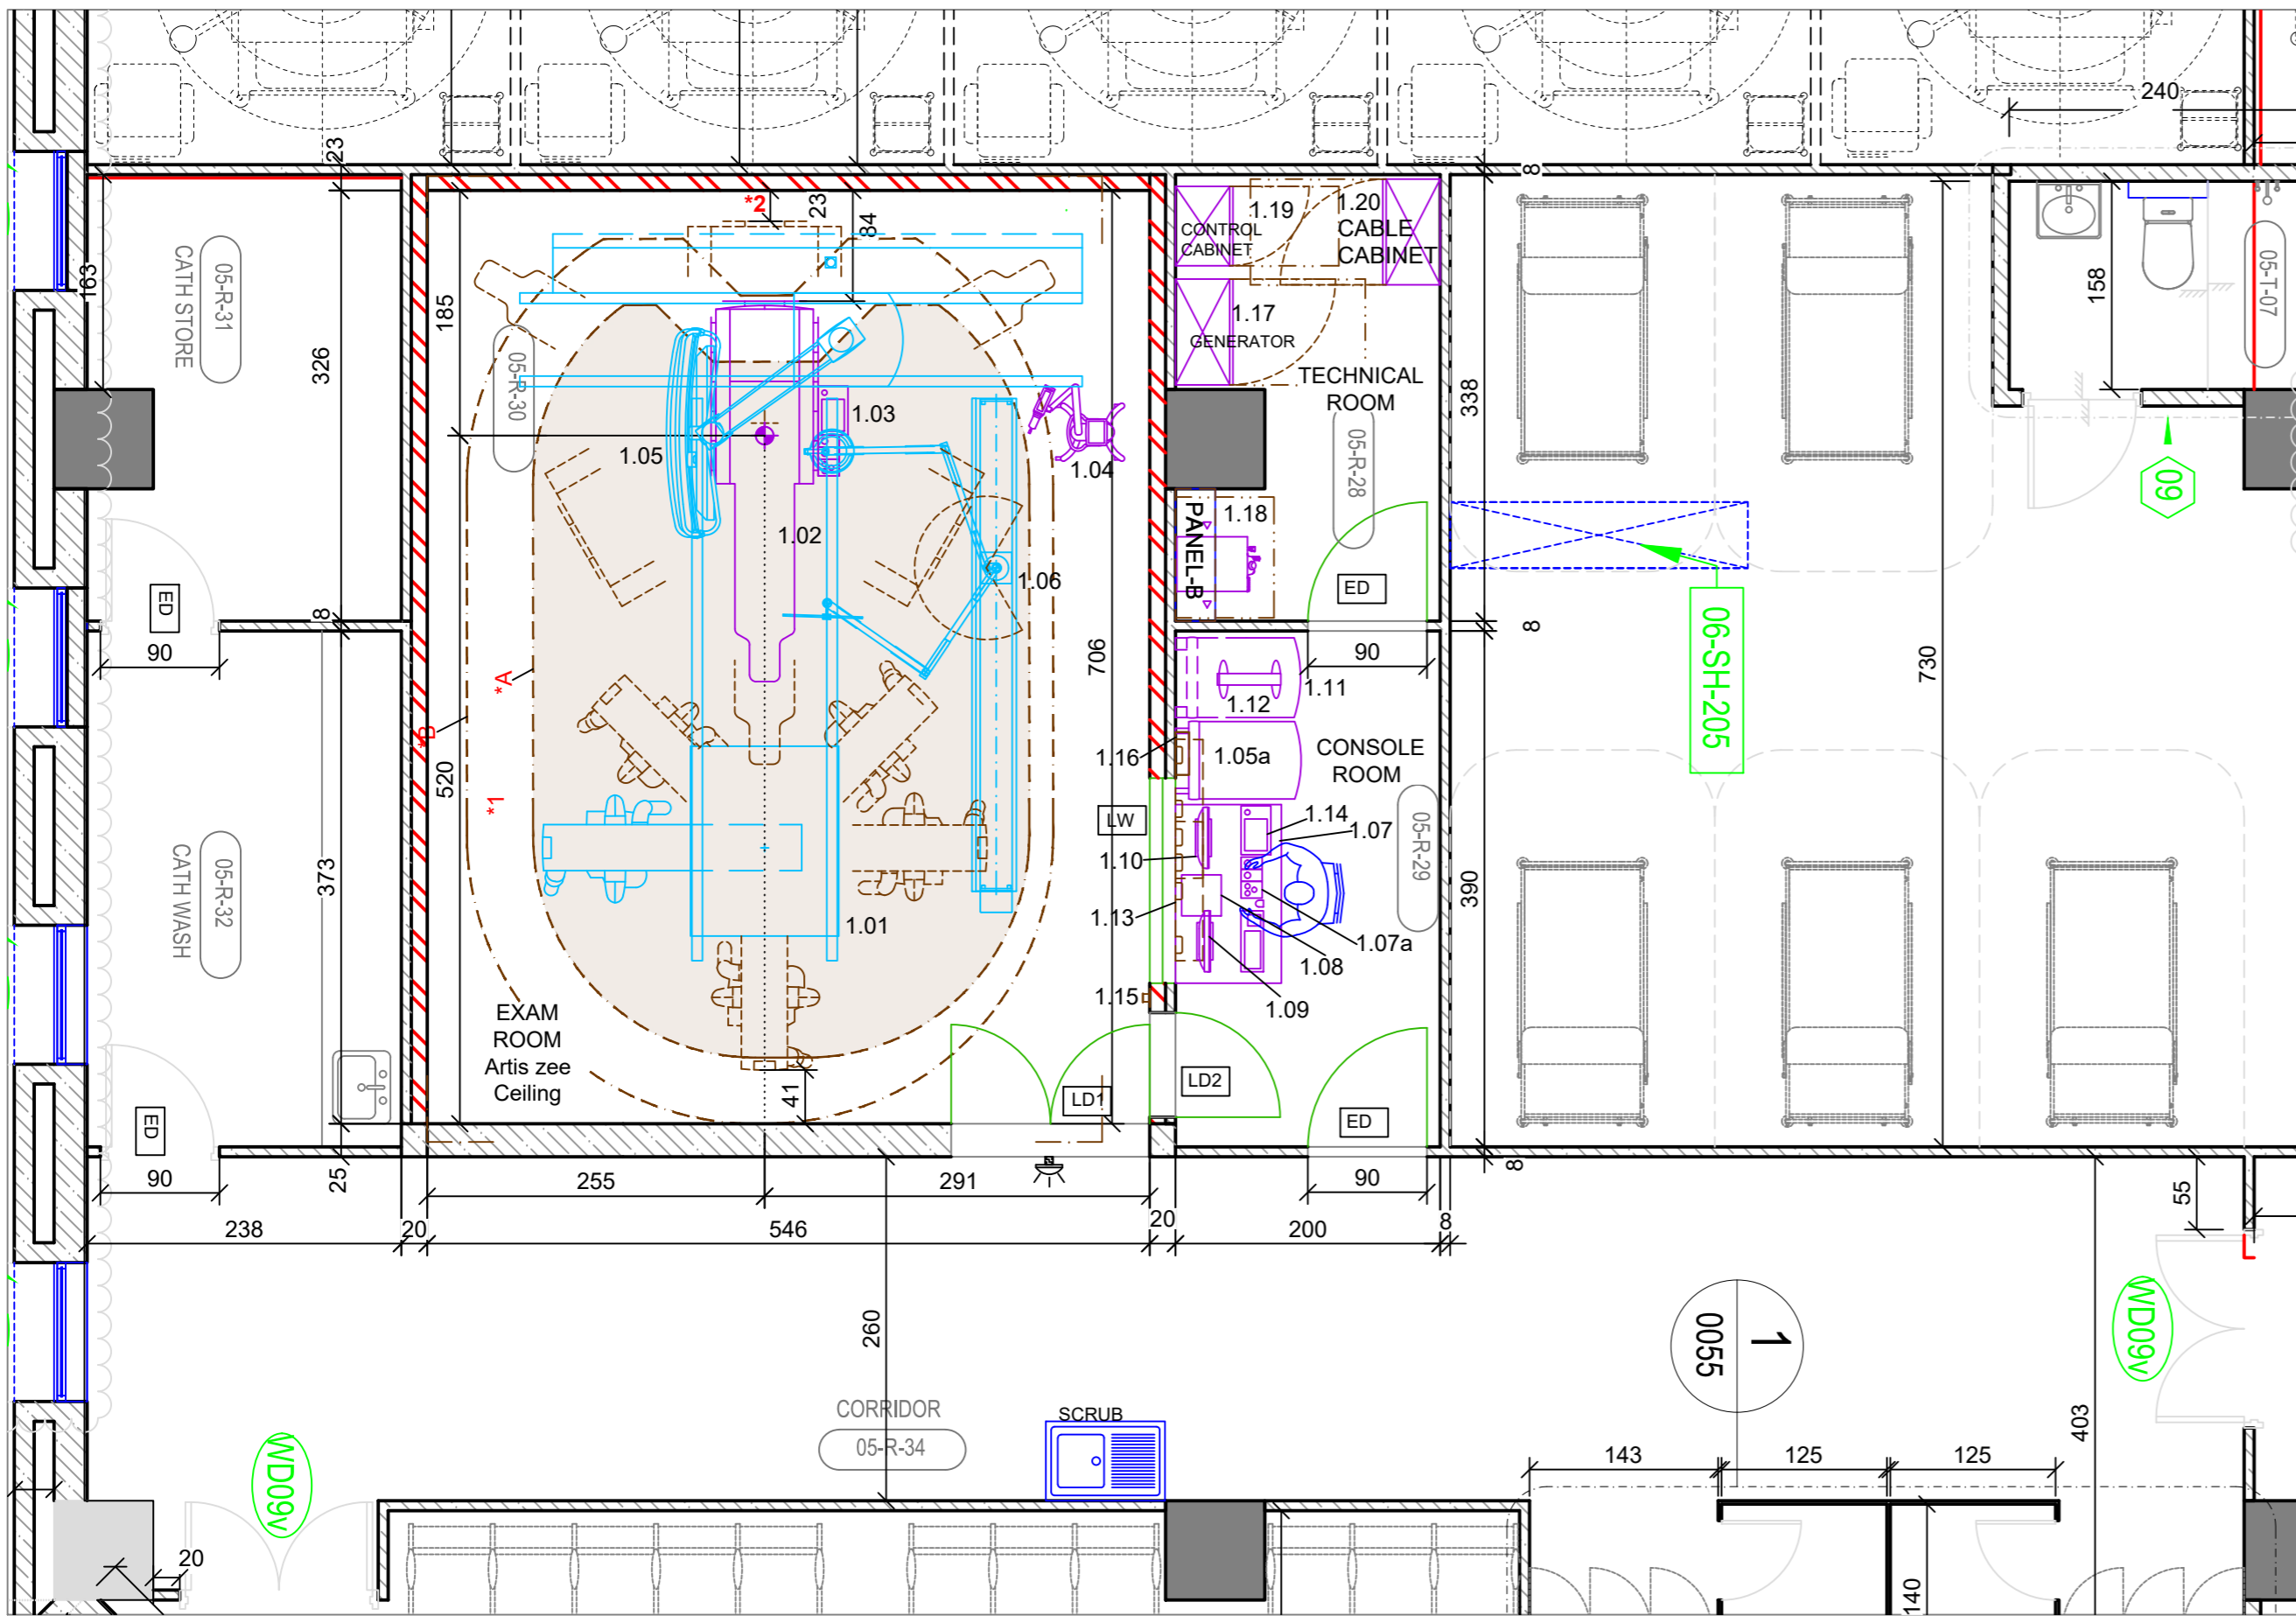 240
23
8
*2
23
84
1.19
1.20
CONTROL
CABINET
CABLE
CABINET
163
05-R-31
CATH STORE
326
185
05-R-30
1.17
GENERATOR
TECHNICAL
ROOM
338
158
05-T-07
1.03
1.05
1.04
05-R-28
09
1.02
PANEL-B
1.18
1.06
ED
ED
8
8
90
90
06-SH-205
730
*A
*B
706
1.11
1.12
520
*1
1.16
1.05a
CONSOLE
ROOM
LW
1.14
1.07
1.10
05-R-29
05-R-32
CATH WASH
373
390
1.13
1.01
1.07a
1.08
1.09
1.15
EXAM
ROOM
Artis zee
Ceiling
41
LD1
LD2
ED
ED
90
25
255
291
90
8
55
238
20
546
20
200
8
260
1
0055
WD09v
CORRIDOR
05-R-34
SCRUB
403
WD09v
143
125
125
20
140